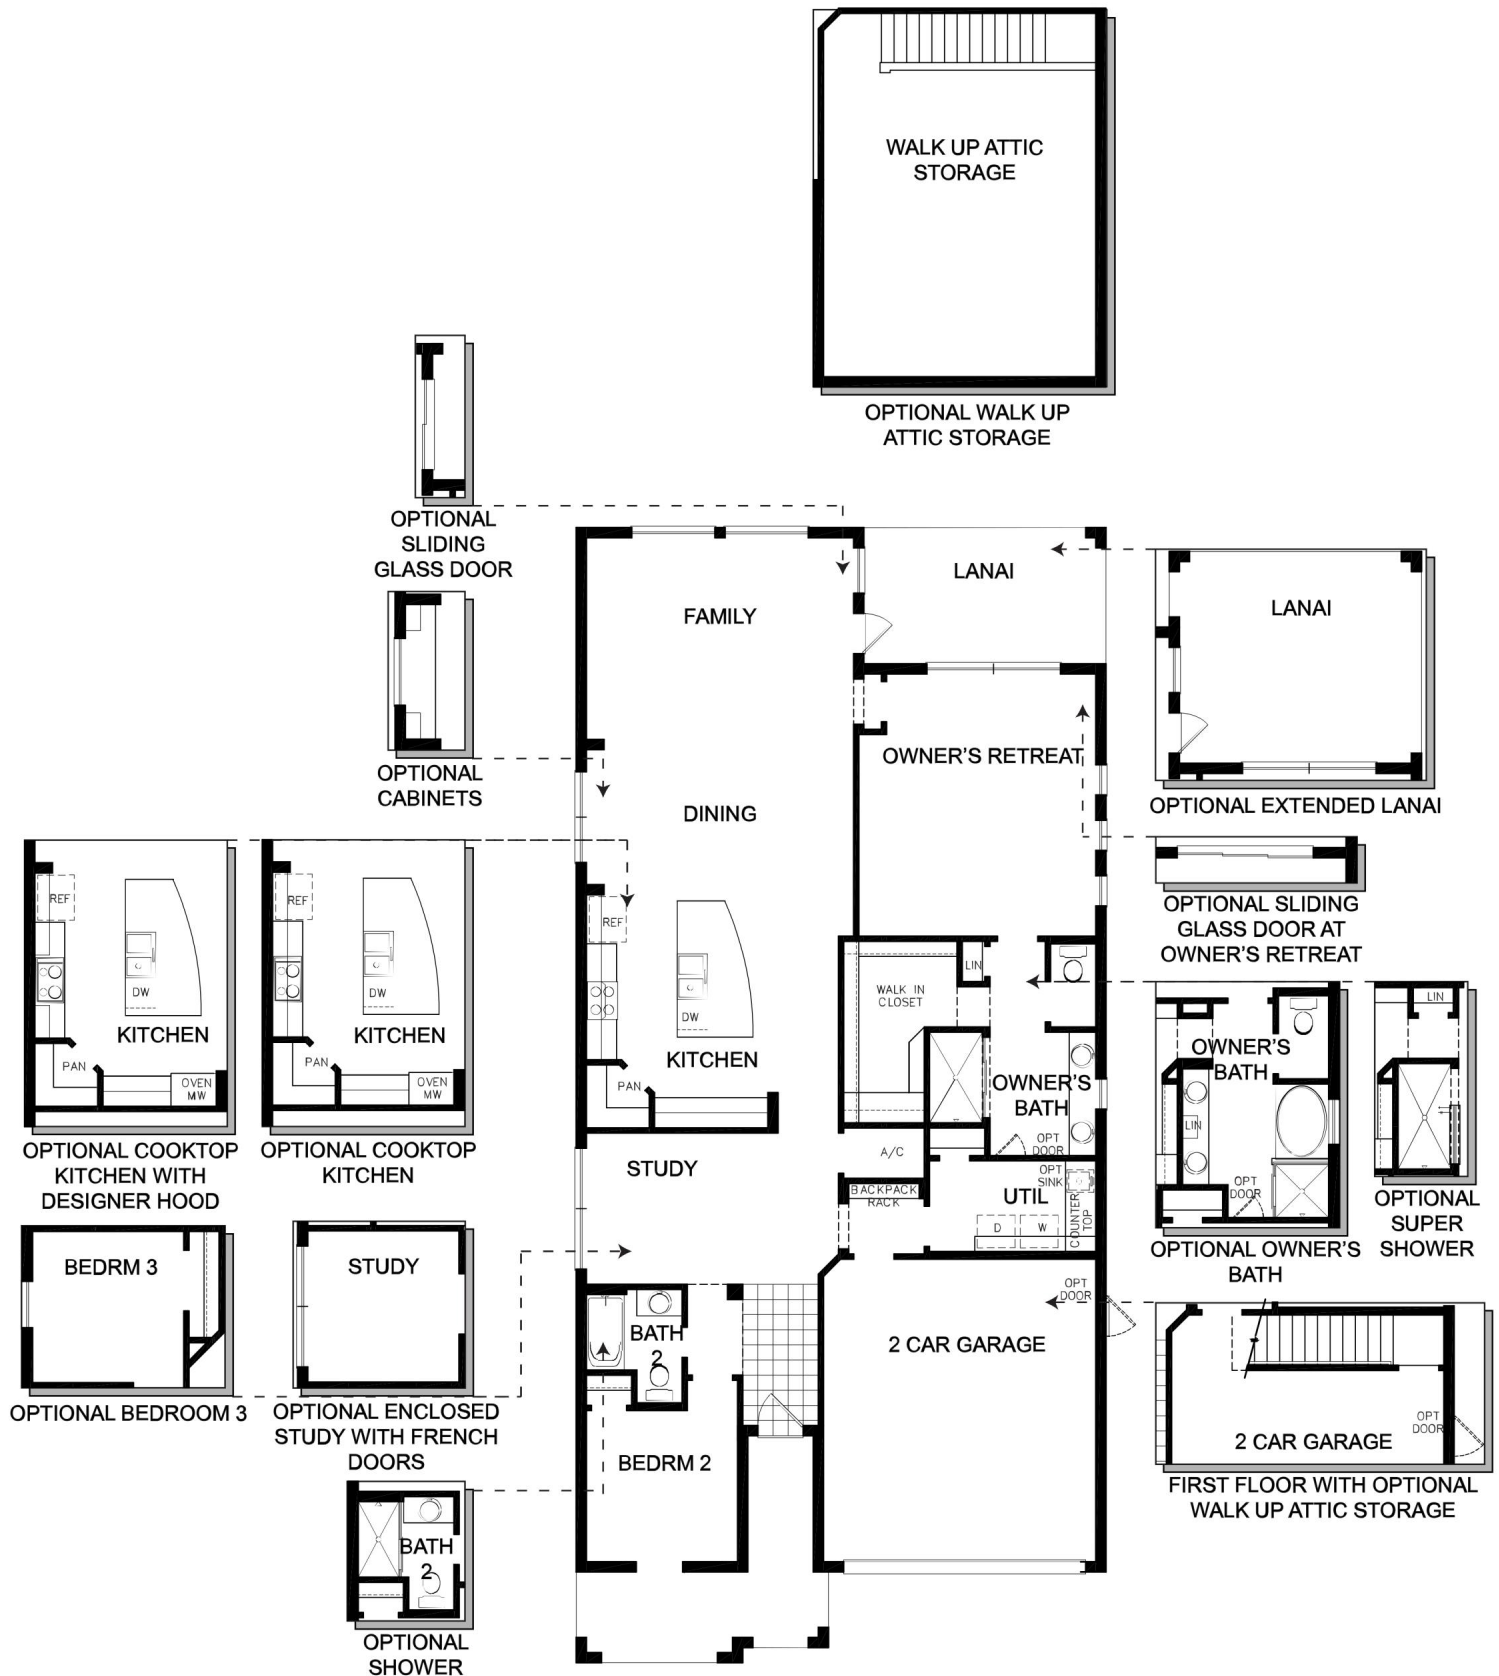 WALK UP ATTIC
STORAGE
OPTIONAL WALK UP
ATTIC STORAGE
OPTIONAL
SLIDING
GLASS DOOR
OPTIONAL
CABINETS
FAMILY
LANAI
LANAI
OPTIONAL EXTENDED LANAI
OWNER'S RETREAT
DINING
OPTIONAL SLIDING
GLASS DOOR AT
OWNER'S RETREAT
REF
DW
KITCHEN
PAN
OVEN
MW
OPTIONAL COOKTOP
KITCHEN WITH
DESIGNER HOOD
REF
DW
KITCHEN
PAN
OVEN
MW
OPTIONAL COOKTOP
KITCHEN
REF
DW
KITCHEN
PAN
WALK IN
CLOSET
LIN
OWNER'S
BATH
OPT
DOOR
OWNER'S
BATH
LIN
OPT
DOOR
OPTIONAL OWNER'S
BATH
LIN
OPTIONAL
SUPER
SHOWER
STUDY
A/C
BACKPACK
RACK
UTIL
OPT
SINK
D
W
COUNTER
TOP
BEDRM 3
OPTIONAL BEDROOM 3
STUDY
OPTIONAL ENCLOSED
STUDY WITH FRENCH
DOORS
BATH
2
BEDRM 2
2 CAR GARAGE
OPT
DOOR
2 CAR GARAGE
OPT
DOOR
FIRST FLOOR WITH OPTIONAL
WALK UP ATTIC STORAGE
BATH
2
OPTIONAL
SHOWER